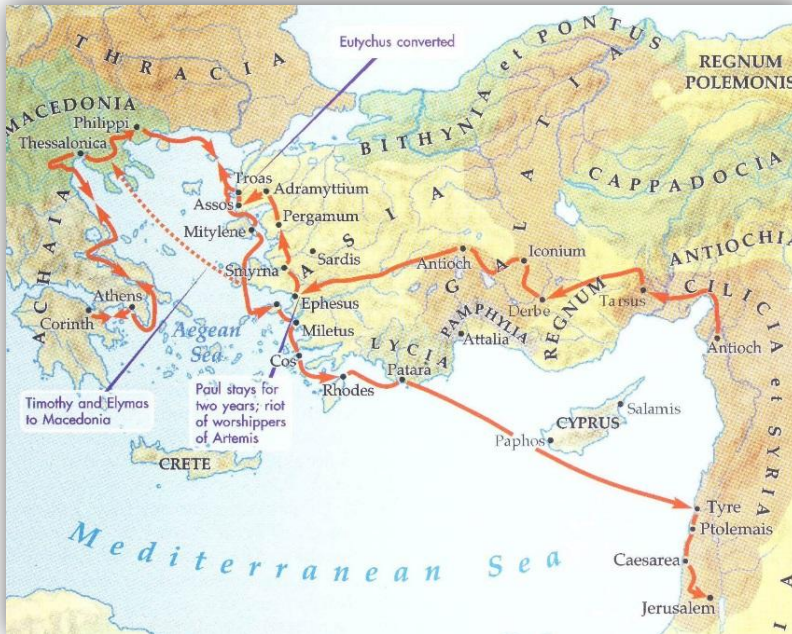 Eutychus converted
THRACIA
BITHYNIA et PONTUS
REGNUM
POLEMONIS
MACEDONIA
Philippi
Thessalonica
GALATIA
CAPPADOCIA
Troas
Adramyttium
Assos
ASIA
Pergamum
Mitylene
ACHAIA
Sardis
Antioch
Iconium
ANTIOCHIA
Smyrna
CILICIA et SYRIA
Athens
Ephesus
Derbe
REGNUM
Tarsus
Corinth
Aegean
Sea
Miletus
PAMPHYLIA
LYCIA
Attalia
Antioch
Cos
Patara
Rhodes
Timothy and Elymas
to Macedonia
Paul stays for
two years; riot
of worshippers
of Artemis
Salamis
CYPRUS
Paphos
CRETE
Tyre
Ptolemais
Mediterranean Sea
Caesarea
Jerusalem